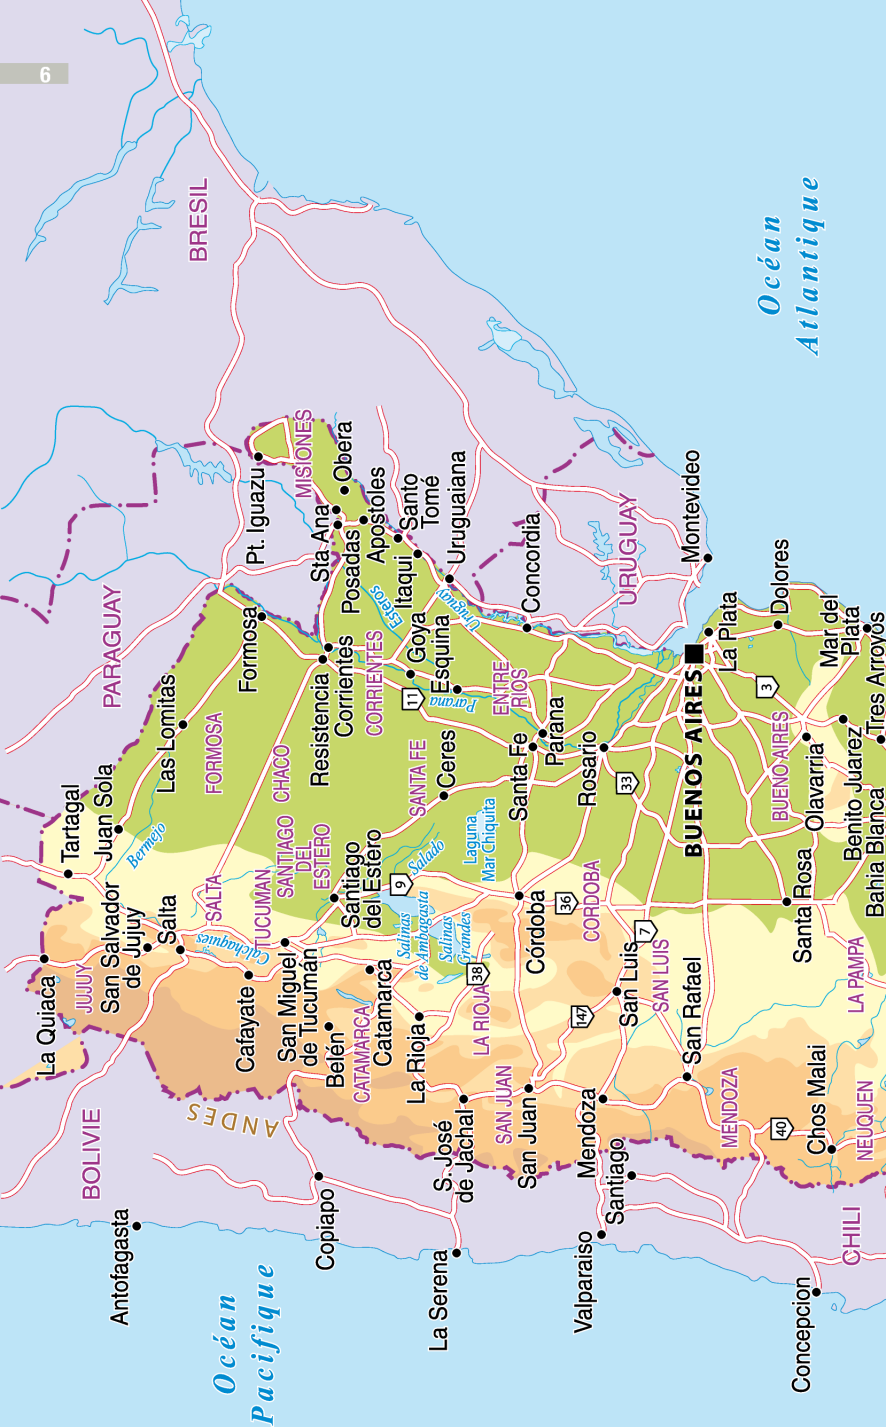 6
BRESIL
Océan
Atlantique
PARAGUAY
MISIONES
Pt. Iguazu
Obera
Sta Ana
Posadas
Apostoles
Santo
Tomé
Itaqui
Uruguaiana
Esteros
Uruguay
Concordia
URUGUAY
Montevideo
Formosa
Las Lomitas
FORMOSA
Resistencia
Corrientes
CORRIENTES
Goya
Esquina
11
Parana
ENTRE
RIOS
CHACO
SANTA FE
Ceres
Santa Fe
Parana
Rosario
33
BUENOS AIRES
La Plata
Dolores
3
BUENO AIRES
Mar del
Plata
Tres Arroyos
Olavarria
Benito Juarez
Bahia Blanca
Tartagal
Juan Sola
Bermejo
SALTA
SANTIAGO
DEL
ESTERO
Santiago
del Estero
9
Salado
Laguna
Mar Chiquita
Salinas
de Ambagasta
Salinas
Grandes
Córdoba
36
CORDOBA
7
Santa Rosa
LA PAMPA
La Quiaca
JUJUY
San Salvador
de Jujuy
Salta
Calchaquies
TUCUMAN
Cafayate
San Miguel
de Tucumán
Belén
CATAMARCA
Catamarca
La Rioja
38
LA RIOJA
147
San Luis
SAN LUIS
San Rafael
BOLIVIE
ANDES
S. José
de Jachal
SAN JUAN
San Juan
Mendoza
MENDOZA
40
Chos Malai
NEUQUEN
Antofagasta
Copiapo
La Serena
Valparaiso
Santiago
CHILI
Concepcion
Océan
Pacifique